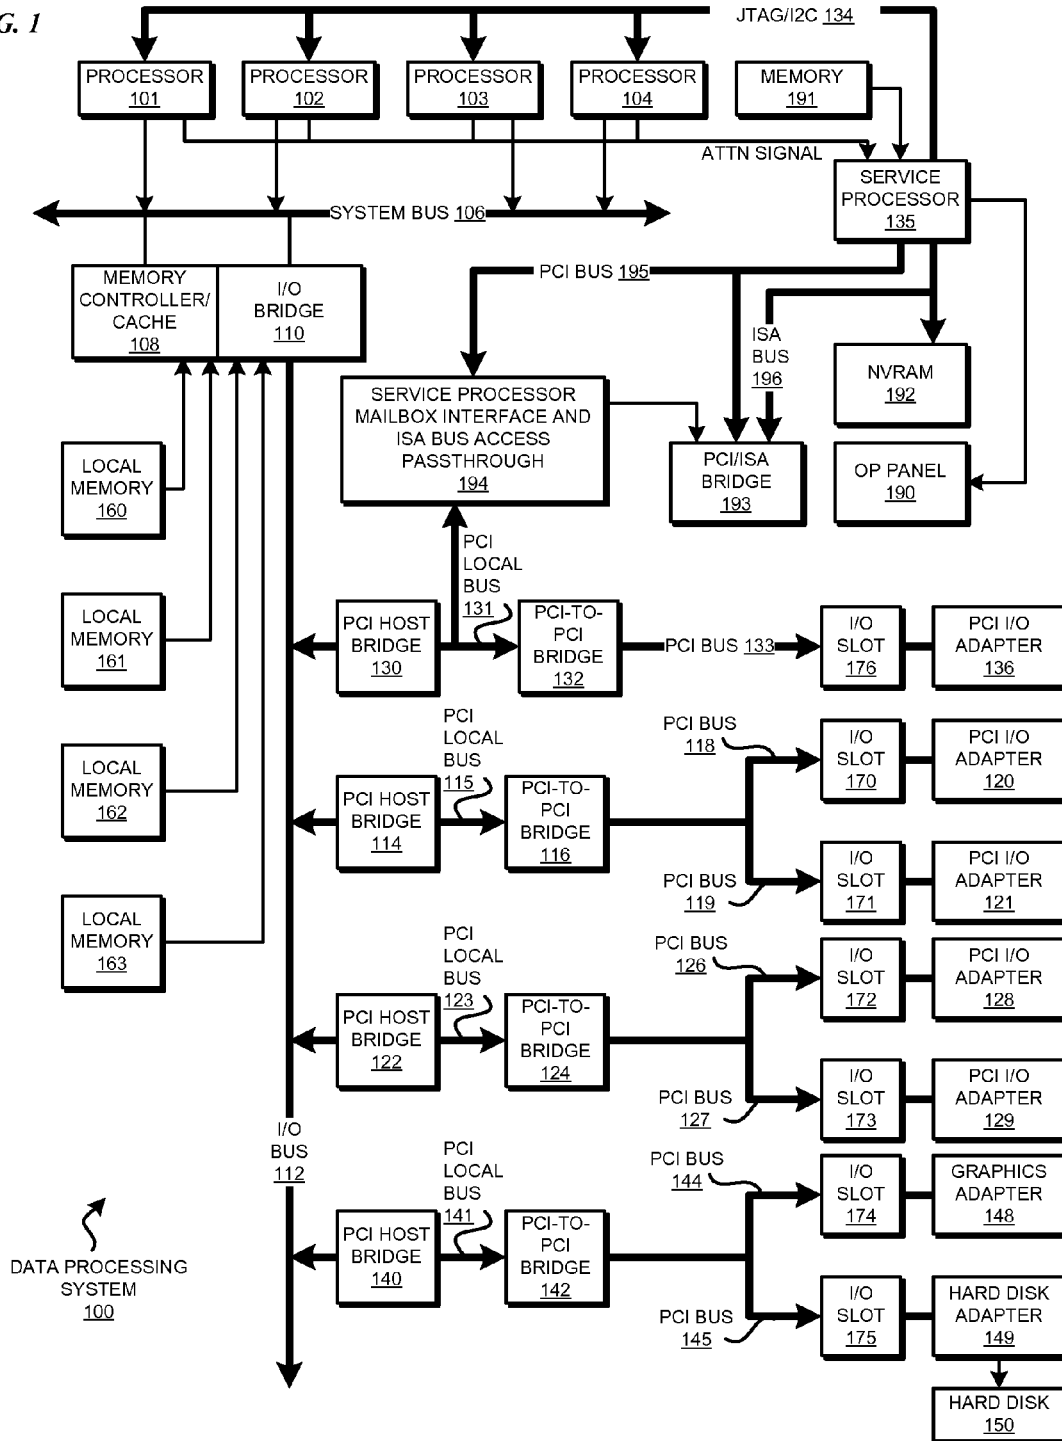 G. 1
JTAG/I2C 134
PROCESSOR
101
PROCESSOR
102
PROCESSOR
103
PROCESSOR
104
MEMORY
191
ATTN SIGNAL
SERVICE
PROCESSOR
135
SYSTEM BUS 106
MEMORY
CONTROLLER/
CACHE
108
I/O
BRIDGE
110
PCI BUS 195
ISA
BUS
196
NVRAM
192
SERVICE PROCESSOR
MAILBOX INTERFACE AND
ISA BUS ACCESS
PASSTHROUGH
194
PCI/ISA
BRIDGE
193
OP PANEL
190
LOCAL
MEMORY
160
LOCAL
MEMORY
161
LOCAL
MEMORY
162
LOCAL
MEMORY
163
PCI HOST
BRIDGE
130
PCI
LOCAL
BUS
131
PCI-TO-
PCI
BRIDGE
132
PCI BUS 133
I/O
SLOT
176
PCI I/O
ADAPTER
136
PCI HOST
BRIDGE
114
PCI
LOCAL
BUS
115
PCI-TO-
PCI
BRIDGE
116
PCI BUS
118
I/O
SLOT
170
PCI I/O
ADAPTER
120
PCI BUS
119
I/O
SLOT
171
PCI I/O
ADAPTER
121
PCI HOST
BRIDGE
122
PCI
LOCAL
BUS
123
PCI-TO-
PCI
BRIDGE
124
PCI BUS
126
I/O
SLOT
172
PCI I/O
ADAPTER
128
PCI BUS
127
I/O
SLOT
173
PCI I/O
ADAPTER
129
I/O
BUS
112
PCI HOST
BRIDGE
140
PCI
LOCAL
BUS
141
PCI-TO-
PCI
BRIDGE
142
PCI BUS
144
I/O
SLOT
174
GRAPHICS
ADAPTER
148
PCI BUS
145
I/O
SLOT
175
HARD DISK
ADAPTER
149
HARD DISK
150
DATA PROCESSING
SYSTEM
100